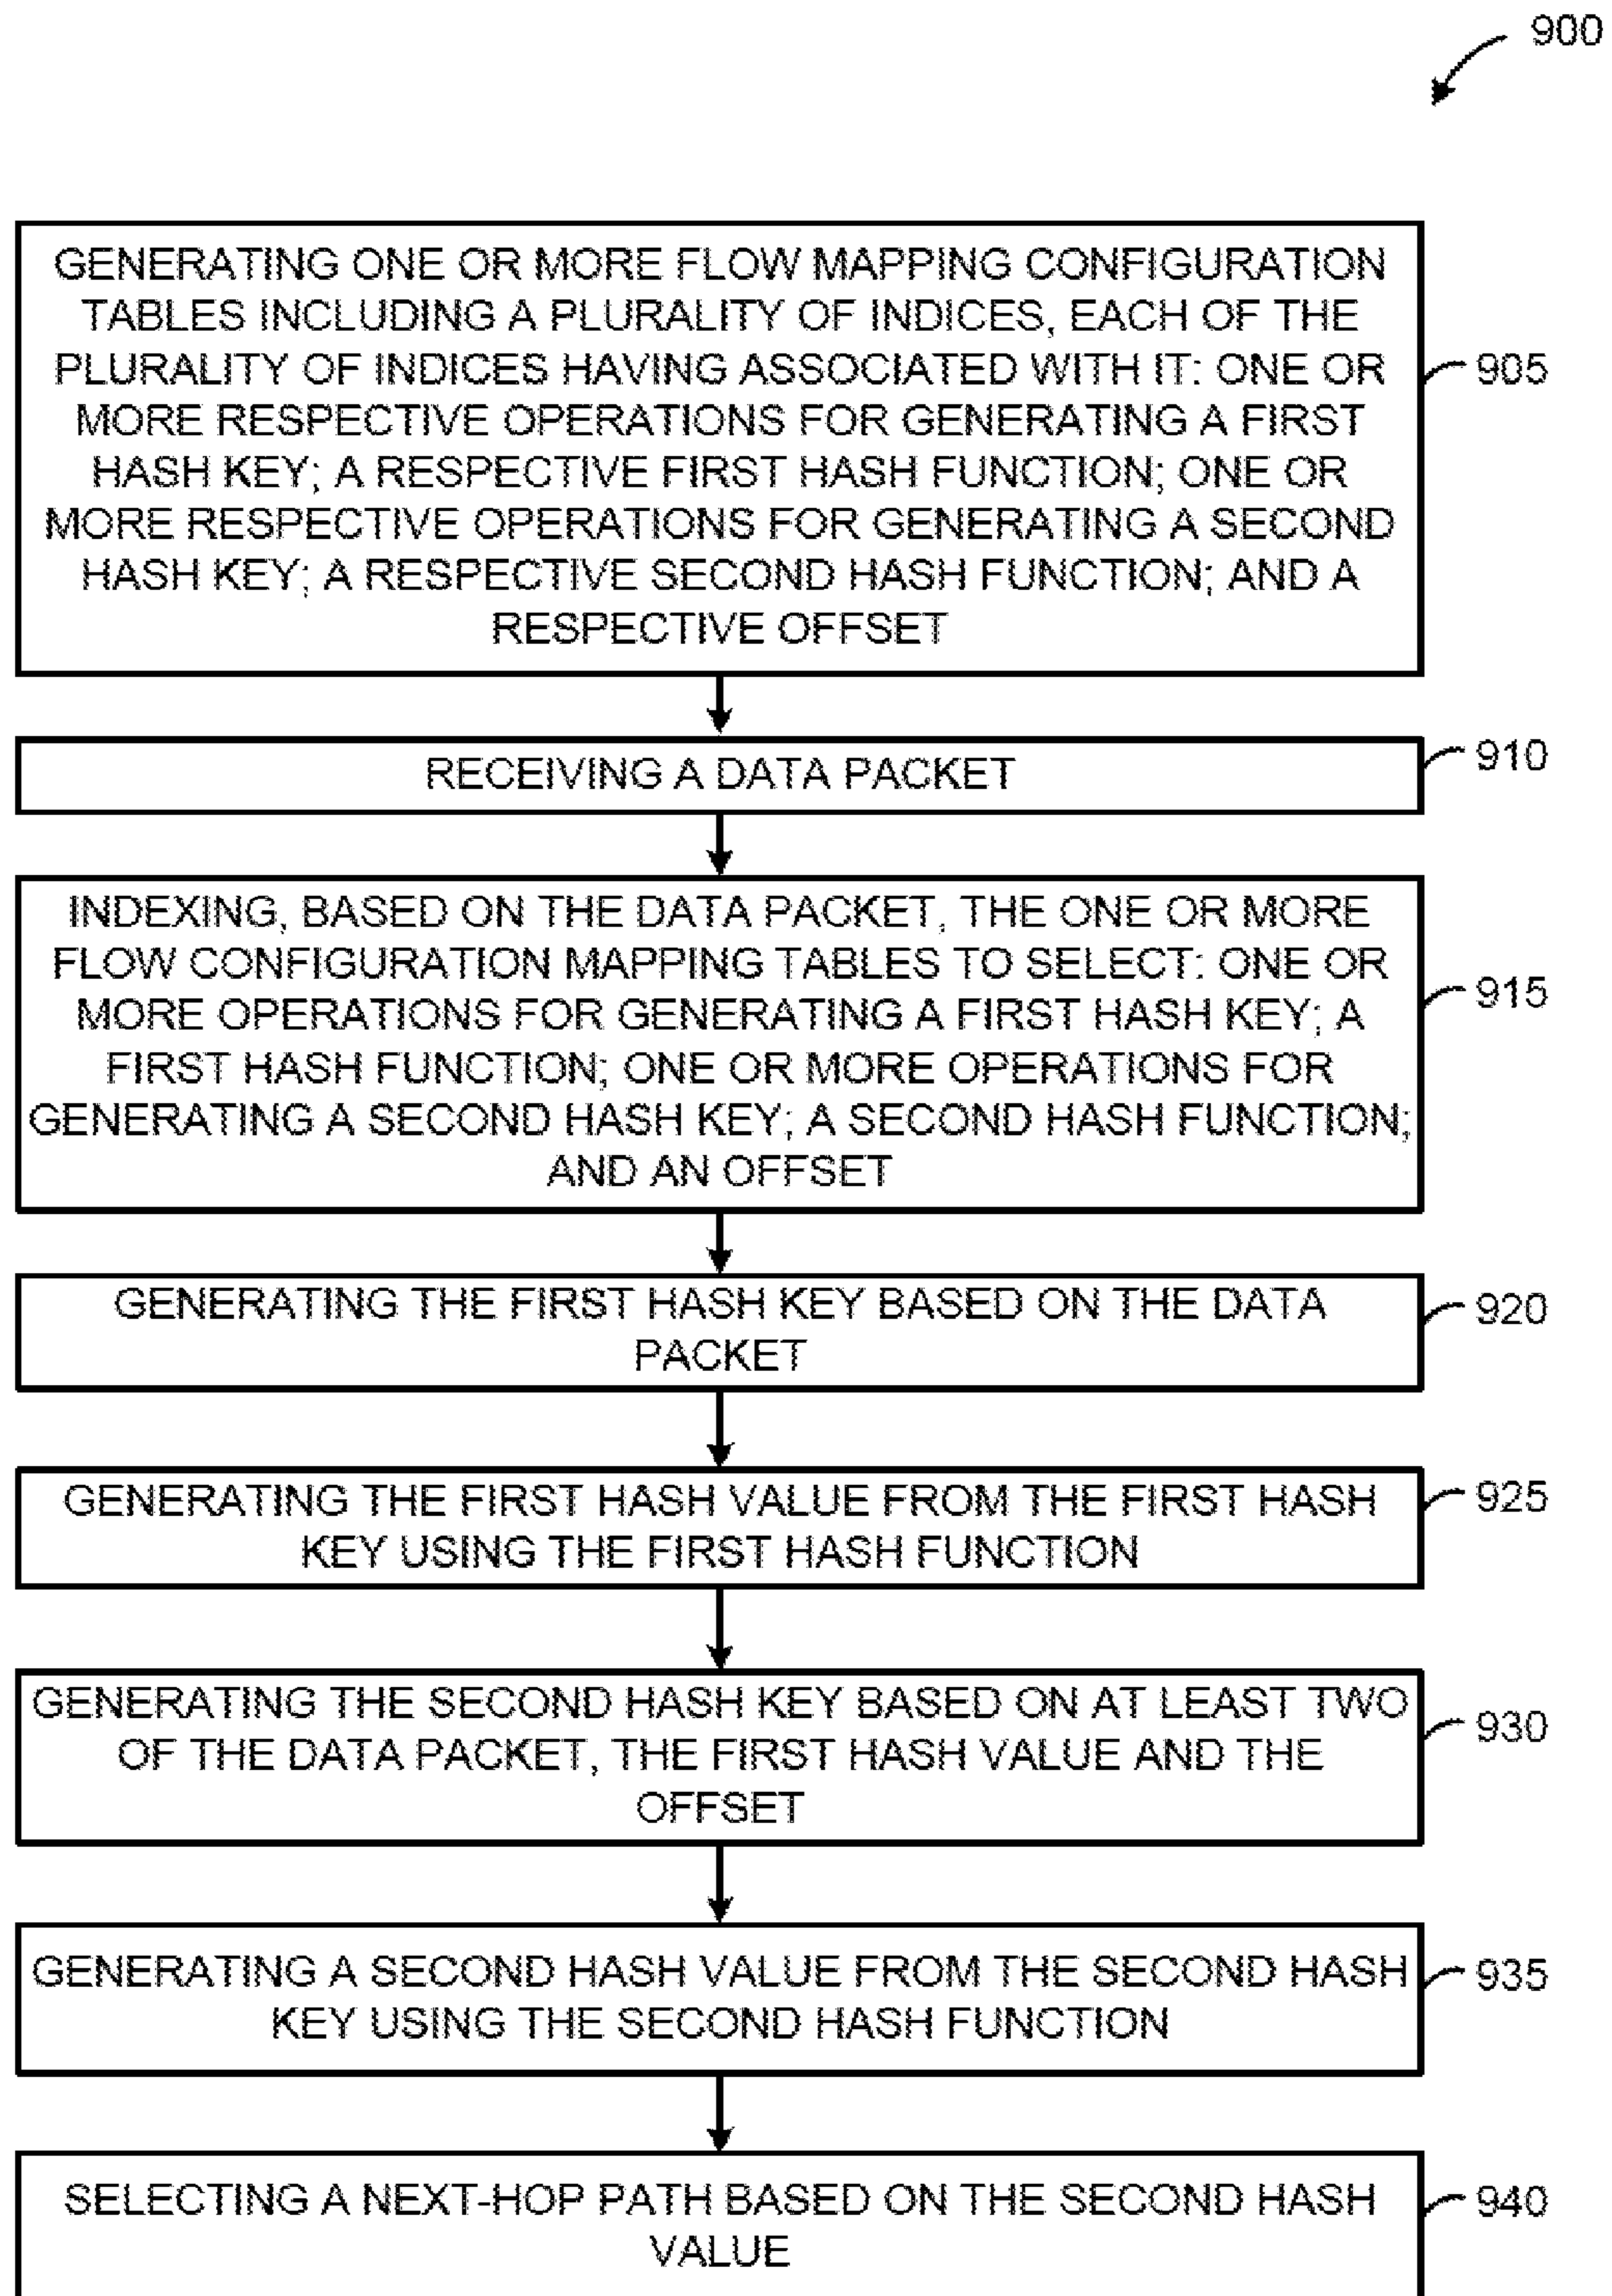 900
GENERATING ONE OR MORE FLOW MAPPING CONFIGURATION
TABLES INCLUDING A PLURALITY OF INDICES, EACH OF THE
PLURALITY OF INDICES HAVING ASSOCIATED WITH IT: ONE OR
MORE RESPECTIVE OPERATIONS FOR GENERATING A FIRST
HASH KEY; A RESPECTIVE FIRST HASH FUNCTION; ONE OR
MORE RESPECTIVE OPERATIONS FOR GENERATING A SECOND
HASH KEY; A RESPECTIVE SECOND HASH FUNCTION; AND A
RESPECTIVE OFFSET
905
RECEIVING A DATA PACKET
910
INDEXING, BASED ON THE DATA PACKET, THE ONE OR MORE
FLOW CONFIGURATION MAPPING TABLES TO SELECT: ONE OR
MORE OPERATIONS FOR GENERATING A FIRST HASH KEY; A
FIRST HASH FUNCTION; ONE OR MORE OPERATIONS FOR
GENERATING A SECOND HASH KEY; A SECOND HASH FUNCTION;
AND AN OFFSET
915
GENERATING THE FIRST HASH KEY BASED ON THE DATA
PACKET
920
GENERATING THE FIRST HASH VALUE FROM THE FIRST HASH
KEY USING THE FIRST HASH FUNCTION
925
GENERATING THE SECOND HASH KEY BASED ON AT LEAST TWO
OF THE DATA PACKET, THE FIRST HASH VALUE AND THE
OFFSET
930
GENERATING A SECOND HASH VALUE FROM THE SECOND HASH
KEY USING THE SECOND HASH FUNCTION
935
SELECTING A NEXT-HOP PATH BASED ON THE SECOND HASH
VALUE
940